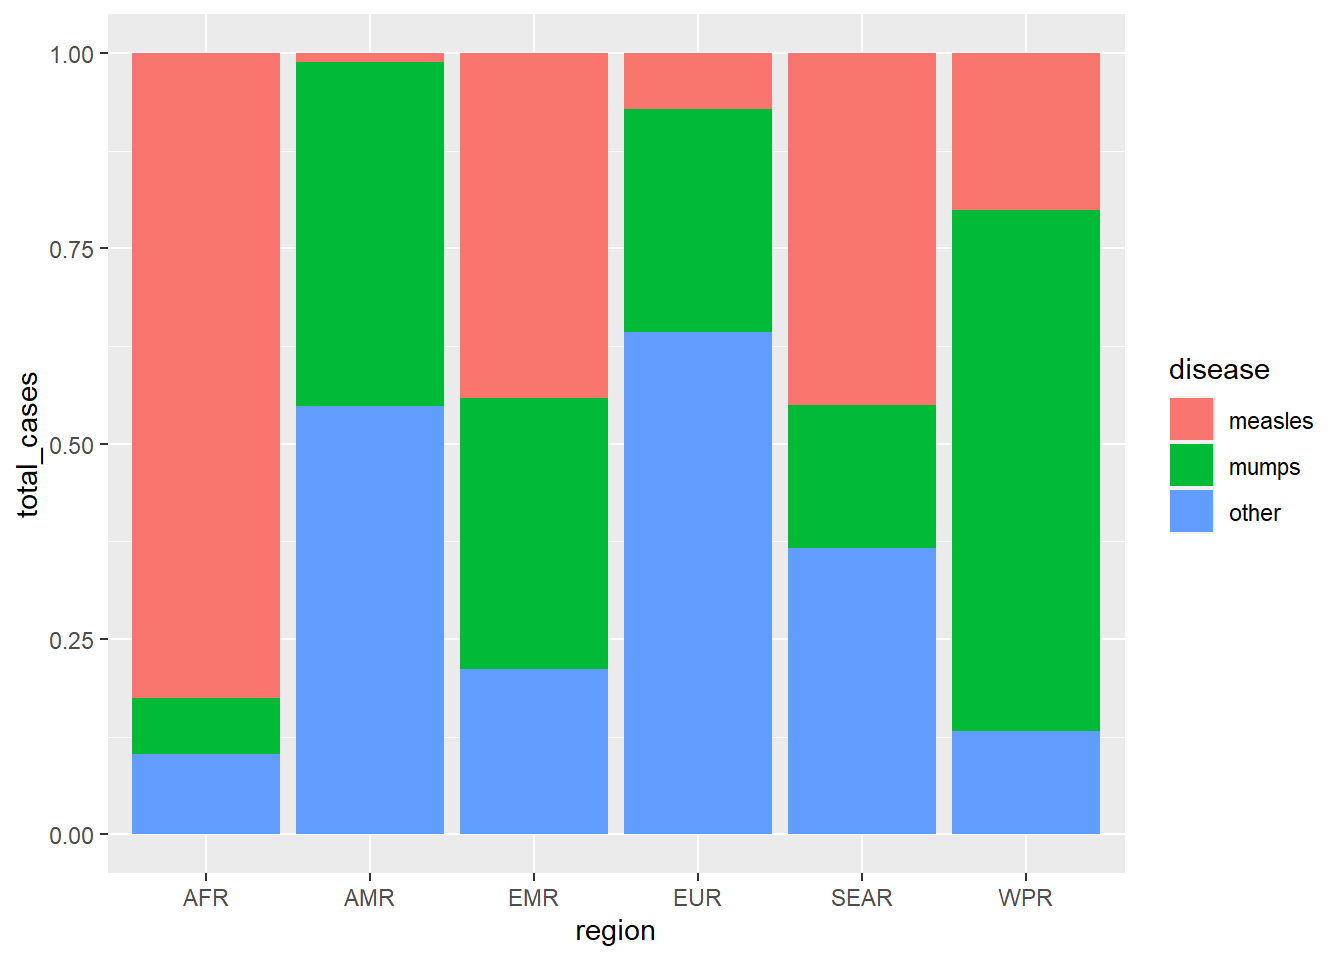 1.00
0.75
0.50
0.25
0.00
total_cases
AFR AMR EMR EUR SEAR WPR
region
disease
measles
mumps
other